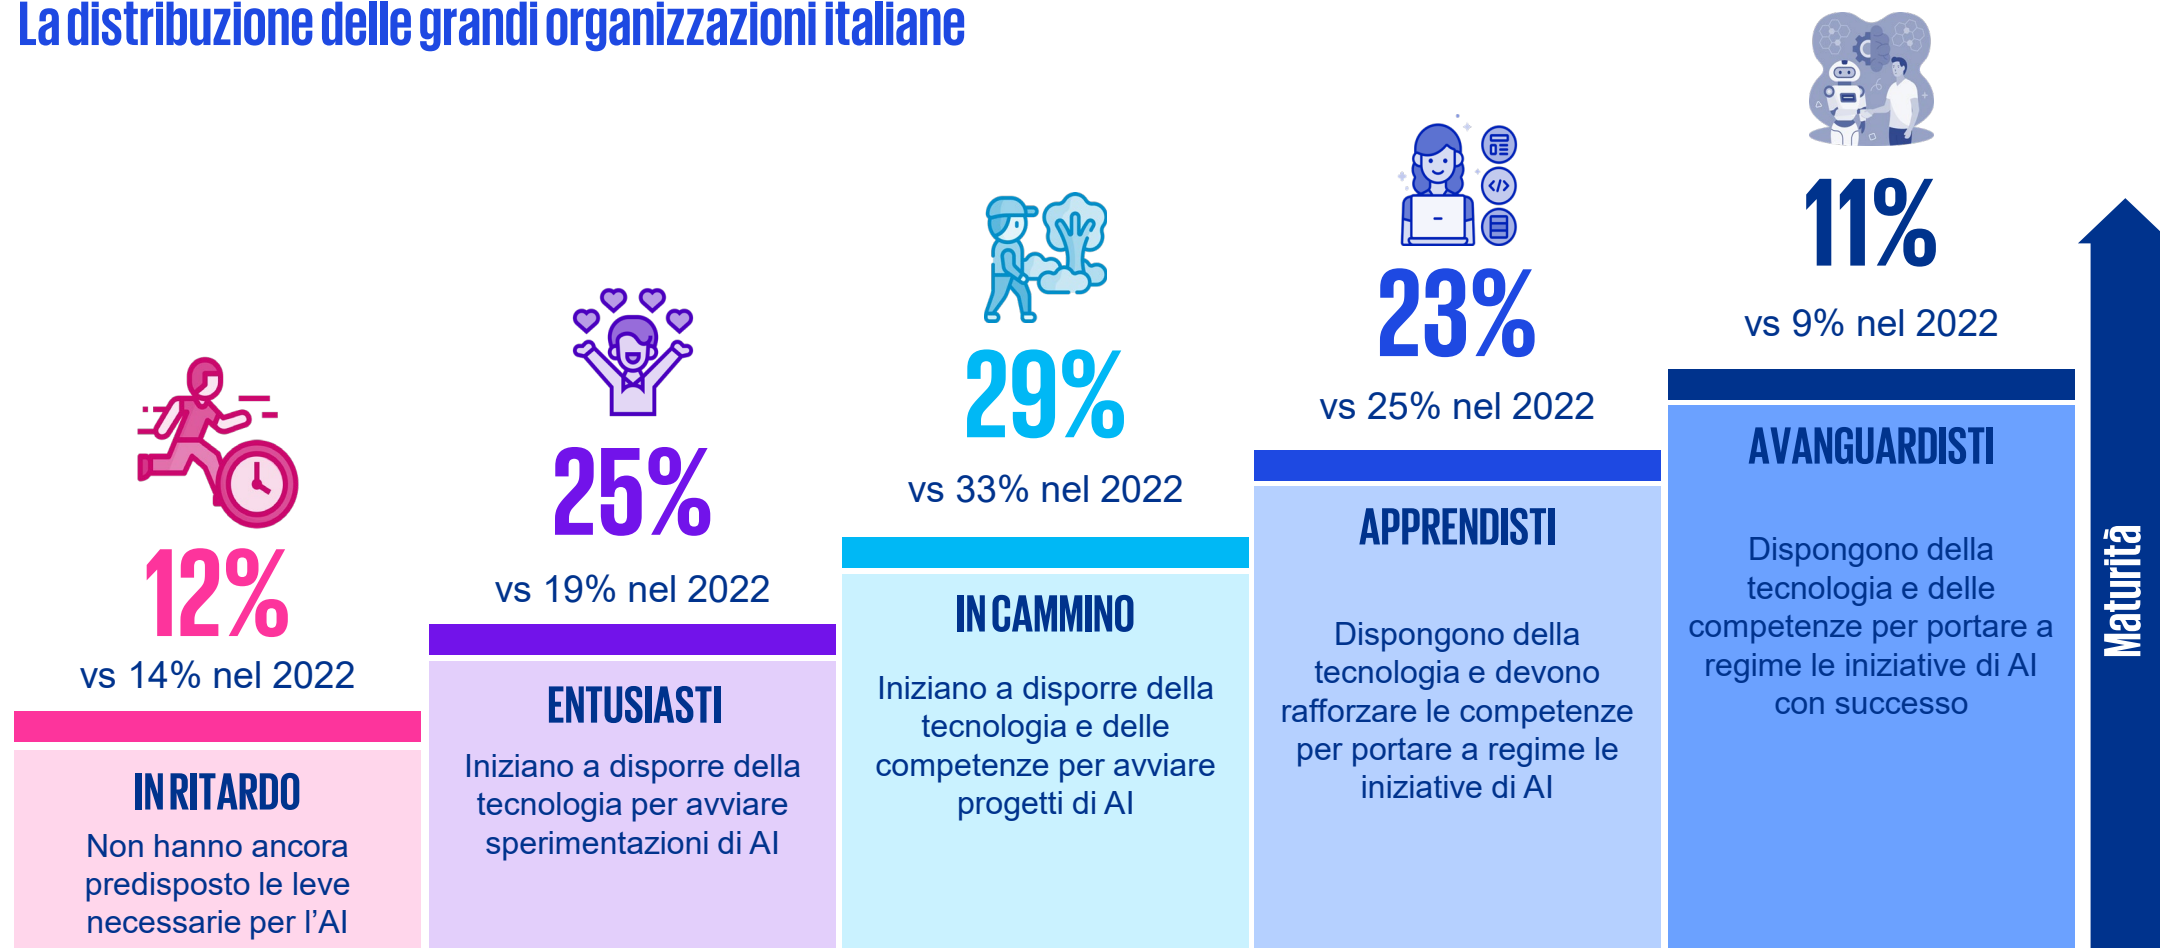 La distribuzione delle grandi organizzazioni italiane
12%
vs 14% nel 2022
IN RITARDO
Non hanno ancora
predisposto le leve
necessarie per l’AI
25%
vs 19% nel 2022
ENTUSIASTI
Iniziano a disporre della
tecnologia per avviare
sperimentazioni di AI
29%
vs 33% nel 2022
IN CAMMINO
Iniziano a disporre della
tecnologia e delle
competenze per avviare
progetti di AI
23%
vs 25% nel 2022
APPRENDISTI
Dispongono della
tecnologia e devono
rafforzare le competenze
per portare a regime le
iniziative di AI
11%
vs 9% nel 2022
AVANGUARDISTI
Dispongono della
tecnologia e delle
competenze per portare a
regime le iniziative di AI
con successo
Maturità